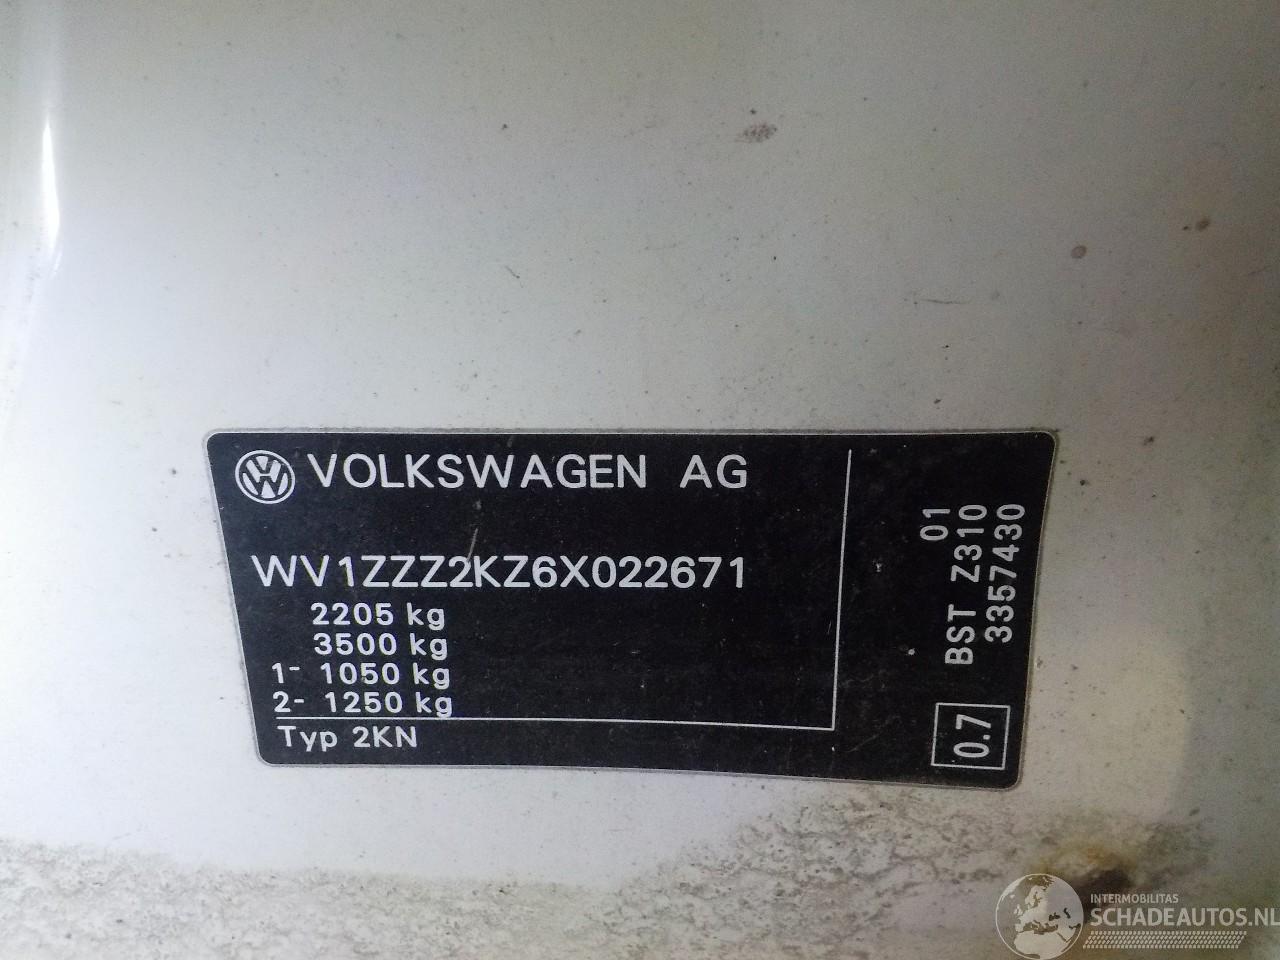 VOLKSWAGEN AG
WV1ZZZ2KZ6X022671
2205 kg
3500 kg
1- 1050 kg
2- 1250 kg
Typ 2KN
01
BST Z310
3357430
0.7
INTERMOBILITAS
SCHADEAUTOS.NL